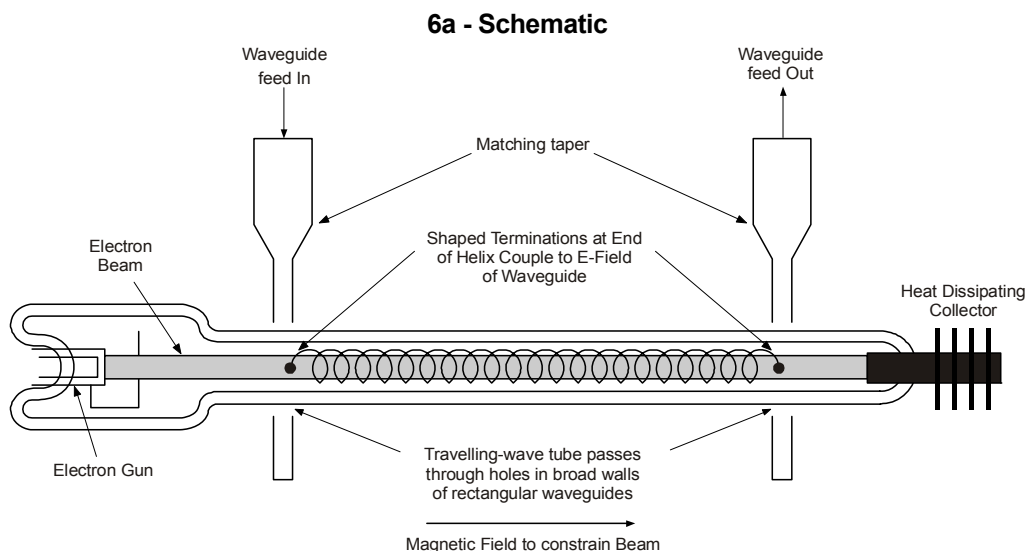 6a - Schematic
Waveguide
feed In
Waveguide
feed Out
Matching taper
Electron
Beam
Shaped Terminations at End
of Helix Couple to E-Field
of Waveguide
Heat Dissipating
Collector
Electron Gun
Travelling-wave tube passes
through holes in broad walls
of rectangular waveguides
Magnetic Field to constrain Beam